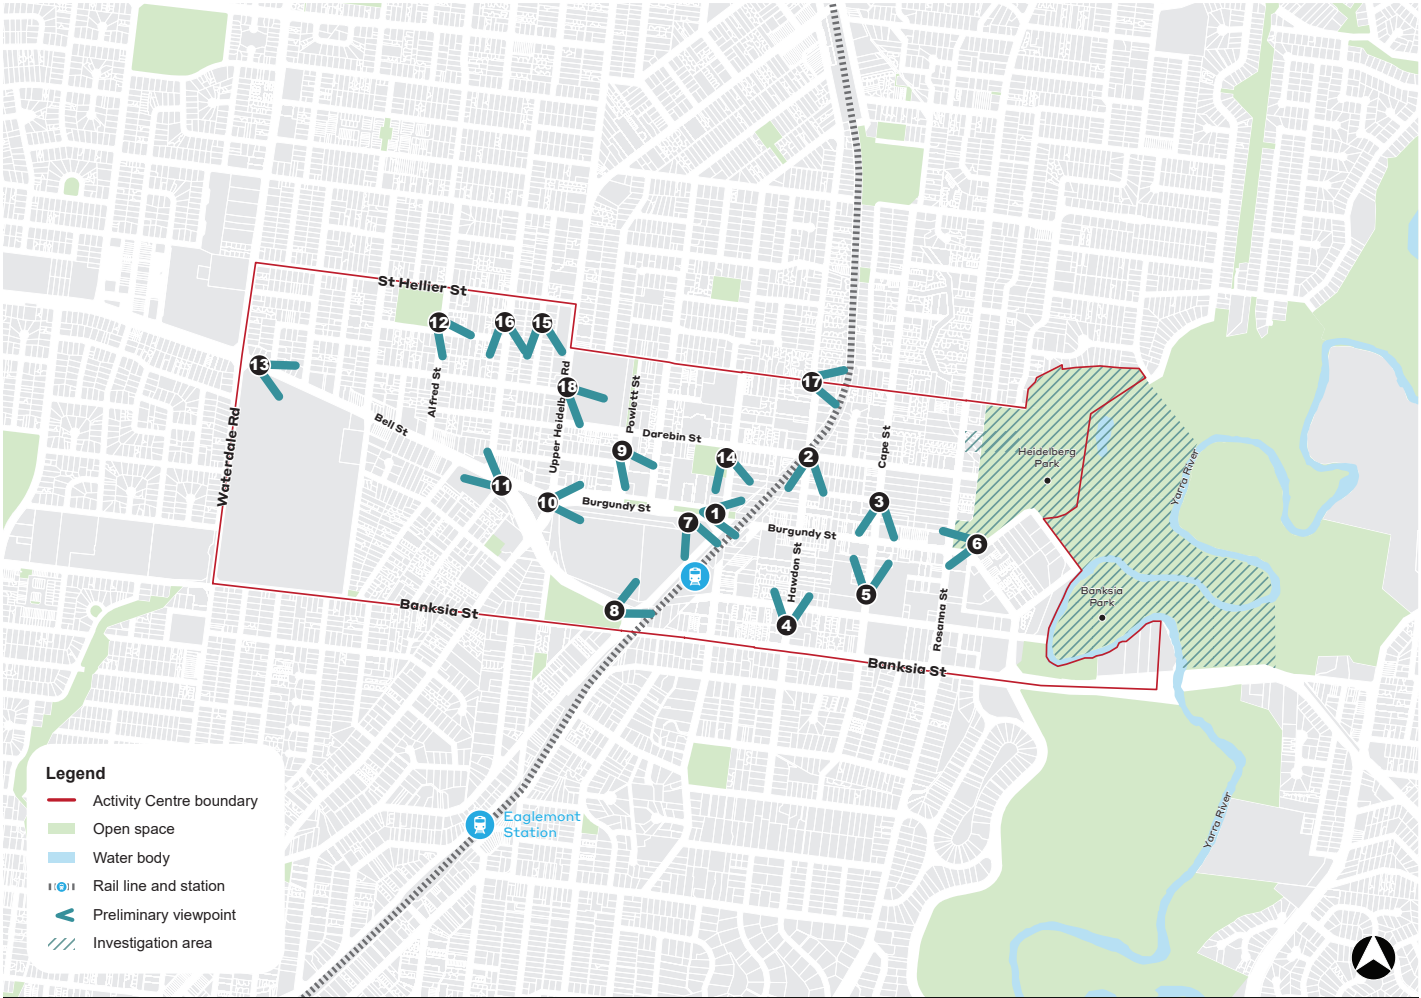 St Hellier St
12
16
15
13
Alfred St
Upper Heidelberg Rd
18
Powlett St
17
Waterdale Rd
Bell St
Darebin St
9
14
2
Cape St
Heidelberg
Park
Yarra River
11
10
Burgundy St
7
1
3
Burgundy St
6
Hawdon St
5
8
4
Rosanna St
Banksia
Park
Banksia St
Banksia St
Eaglemont
Station
Yarra River
Legend
Activity Centre boundary
Open space
Water body
Rail line and station
Preliminary viewpoint
Investigation area